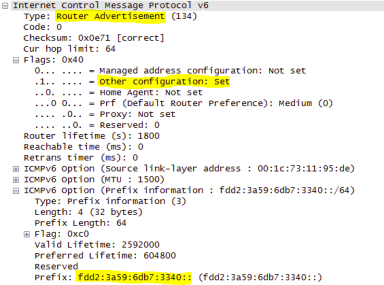 Internet Control Message Protocol v6
Type: Router Advertisement (134)
Code: 0
Checksum: 0x0e71 [correct]
Cur hop limit: 64
Flags: 0x40
0... .... = Managed address configuration: Not set
.1.. .... = Other configuration: Set
..0. .... = Home Agent: Not set
...0 0... = Prf (Default Router Preference): Medium (0)
.... .0.. = Proxy: Not set
.... ..0. = Reserved: 0
Router lifetime (s): 1800
Reachable time (ms): 0
Retrans timer (ms): 0
ICMPv6 Option (Source link-layer address : 00:1c:73:11:95:de)
ICMPv6 Option (MTU : 1500)
ICMPv6 Option (Prefix information : fdd2:3a59:6db7:3340::/64)
Type: Prefix information (3)
Length: 4 (32 bytes)
Prefix Length: 64
Flag: 0xc0
Valid Lifetime: 2592000
Preferred Lifetime: 604800
Reserved
Prefix: fdd2:3a59:6db7:3340:: (fdd2:3a59:6db7:3340::)